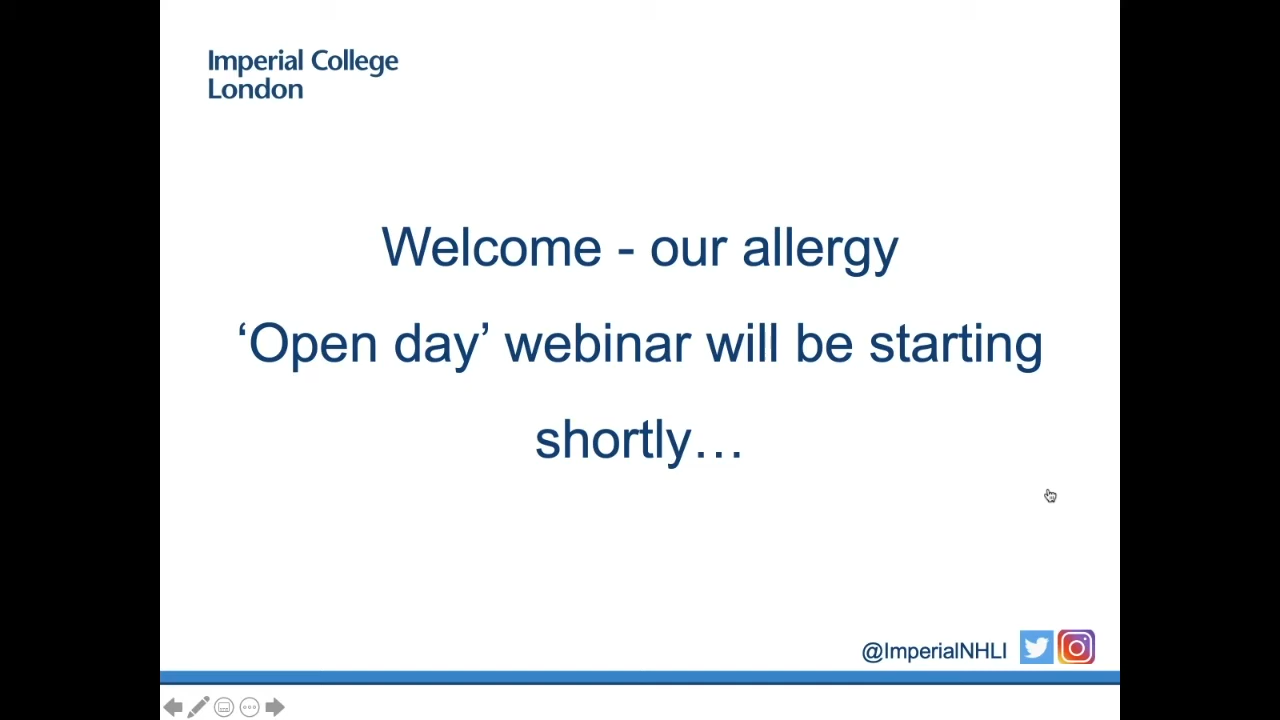 Imperial College
London
Welcome - our allergy
‘Open day’ webinar will be starting
shortly…
@ImperialNHLI